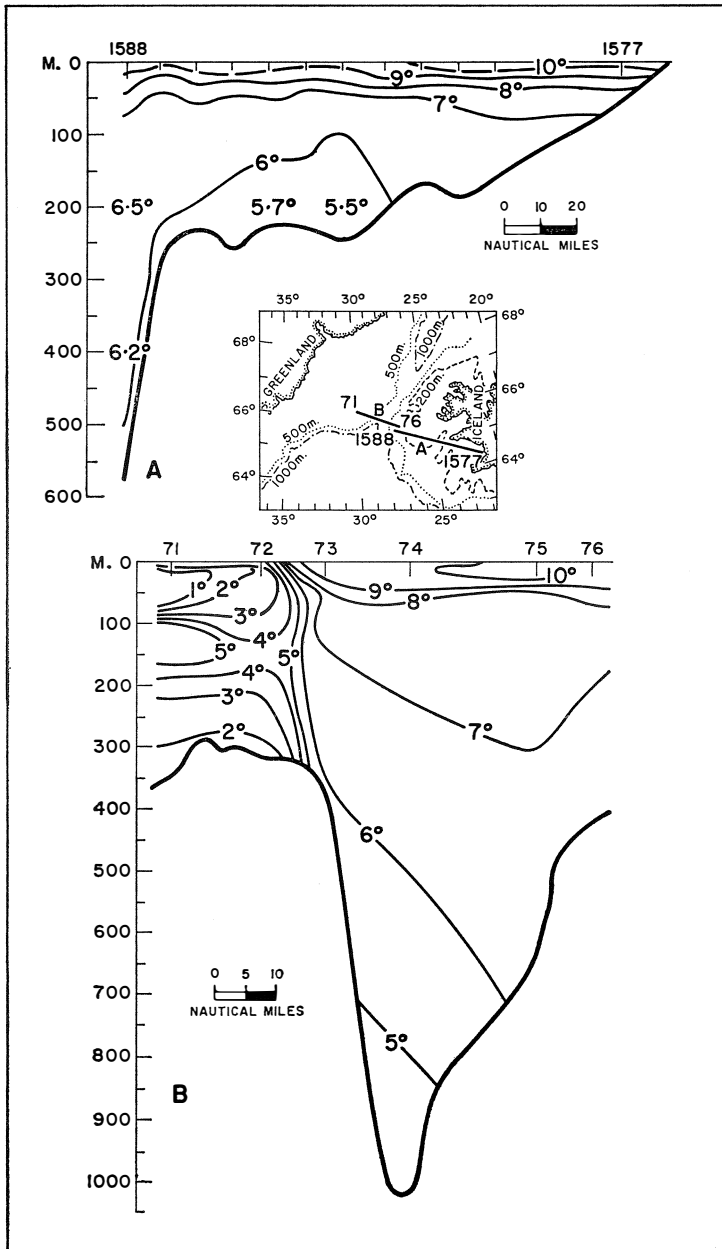 1588 1577
M. 0
10°
9°
8°
7°
100
6°
200
6·5° 5·7° 5·5°
0 10 20
NAUTICAL MILES
300
400
6·2°
500
600
A
35° 30° 25° 20°
68° 68°
66° 66°
64° 64°
35° 30° 25°
GREENLAND
ICELAND
500m.
1000m.
200m.
500m.
1000m.
71
B
76
1588
A
1577
71 72 73 74 75 76
M. 0
1° 2°
9°
10°
8°
3°
100
4°
5° 5°
4°
200
3°
7°
2°
300
400
6°
500
600
0 5 10
NAUTICAL MILES
700
5°
800
B
900
1000